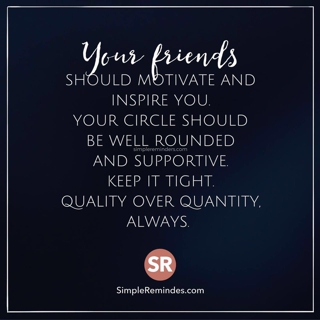 Your friends
SHOULD MOTIVATE AND
INSPIRE YOU.
YOUR CIRCLE SHOULD
BE WELL ROUNDED
simplereminders.com
AND SUPPORTIVE.
KEEP IT TIGHT.
QUALITY OVER QUANTITY,
ALWAYS.
SR
SimpleRemindes.com